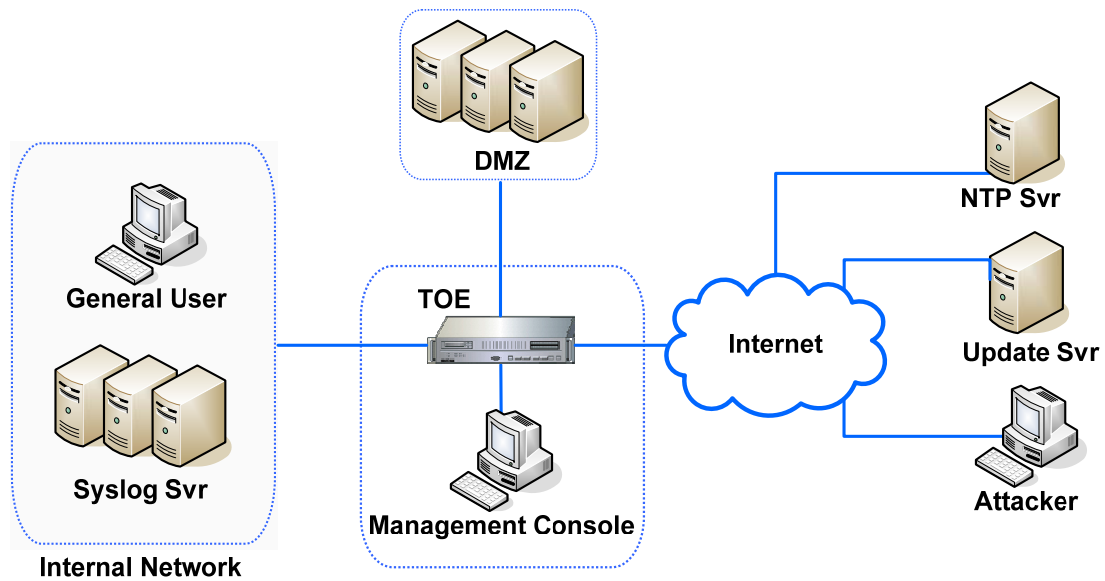 DMZ
NTP Svr
General User
TOE
Internet
Update Svr
Syslog Svr
Management Console
Attacker
Internal Network